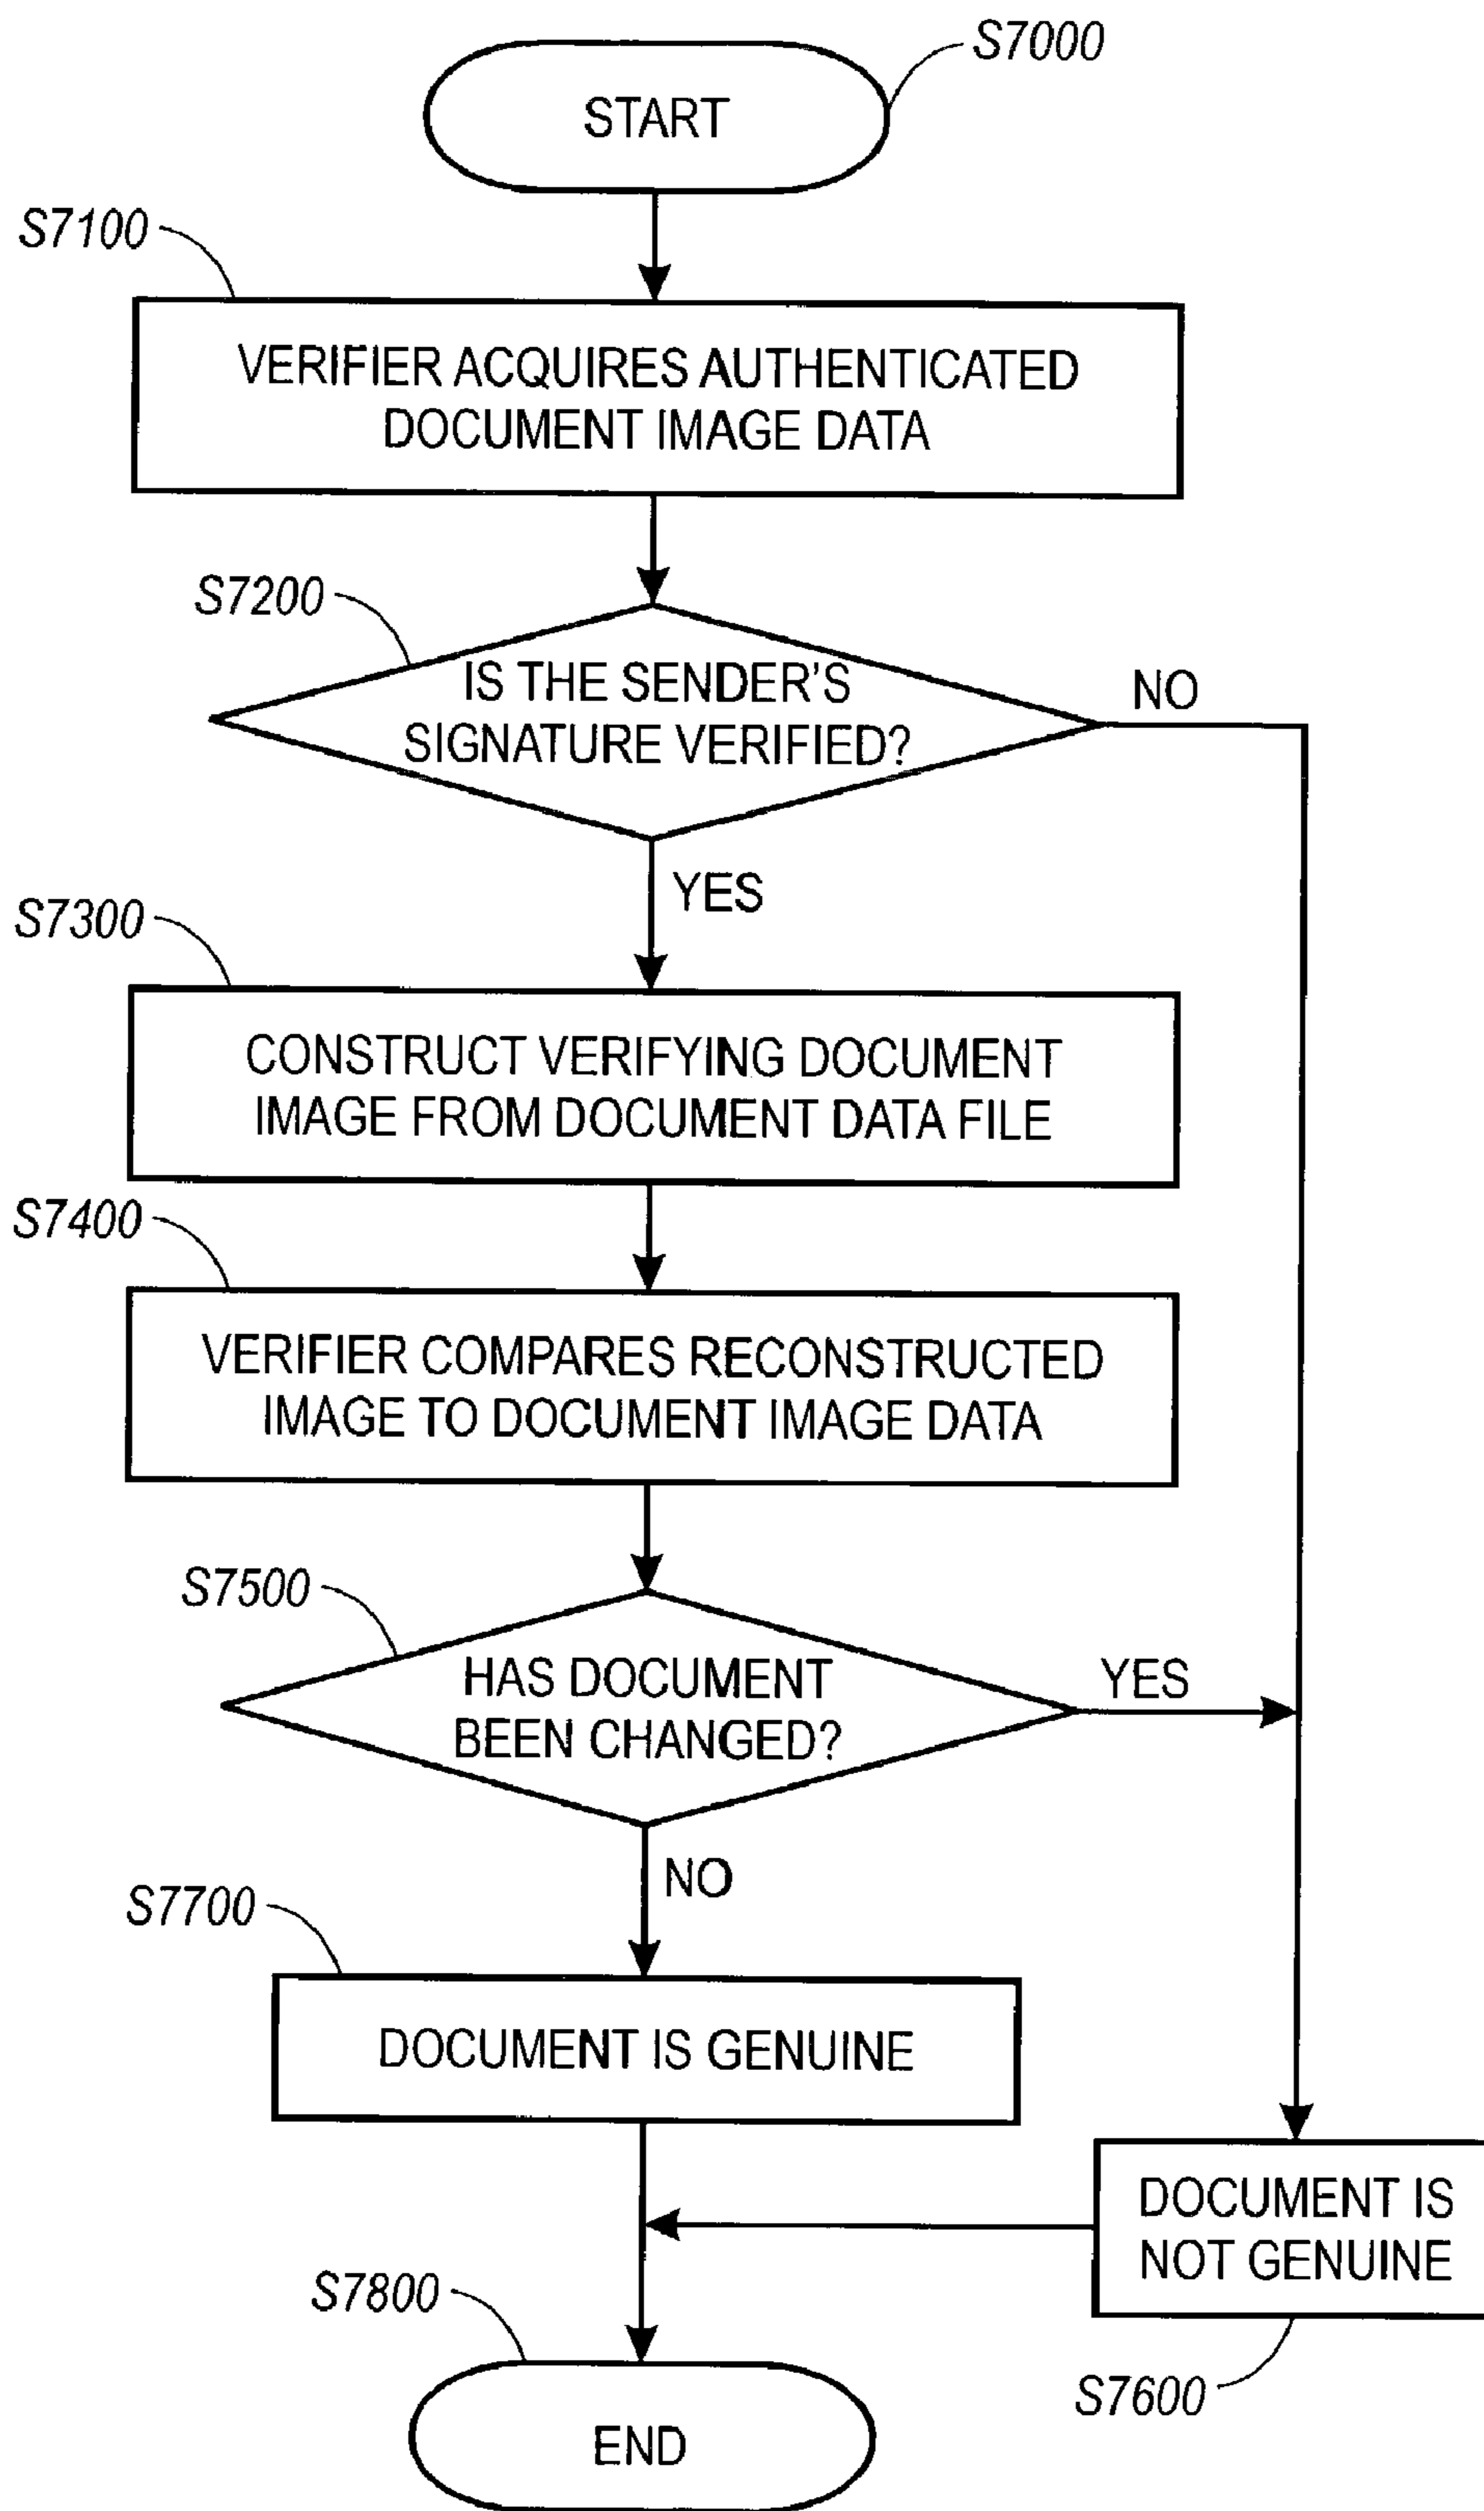 S7000
START
S7100
VERIFIER ACQUIRES AUTHENTICATED
DOCUMENT IMAGE DATA
S7200
IS THE SENDER'S
SIGNATURE VERIFIED?
NO
YES
S7300
CONSTRUCT VERIFYING DOCUMENT
IMAGE FROM DOCUMENT DATA FILE
S7400
VERIFIER COMPARES RECONSTRUCTED
IMAGE TO DOCUMENT IMAGE DATA
S7500
HAS DOCUMENT
BEEN CHANGED?
YES
NO
S7700
DOCUMENT IS GENUINE
DOCUMENT IS
NOT GENUINE
S7600
S7800
END